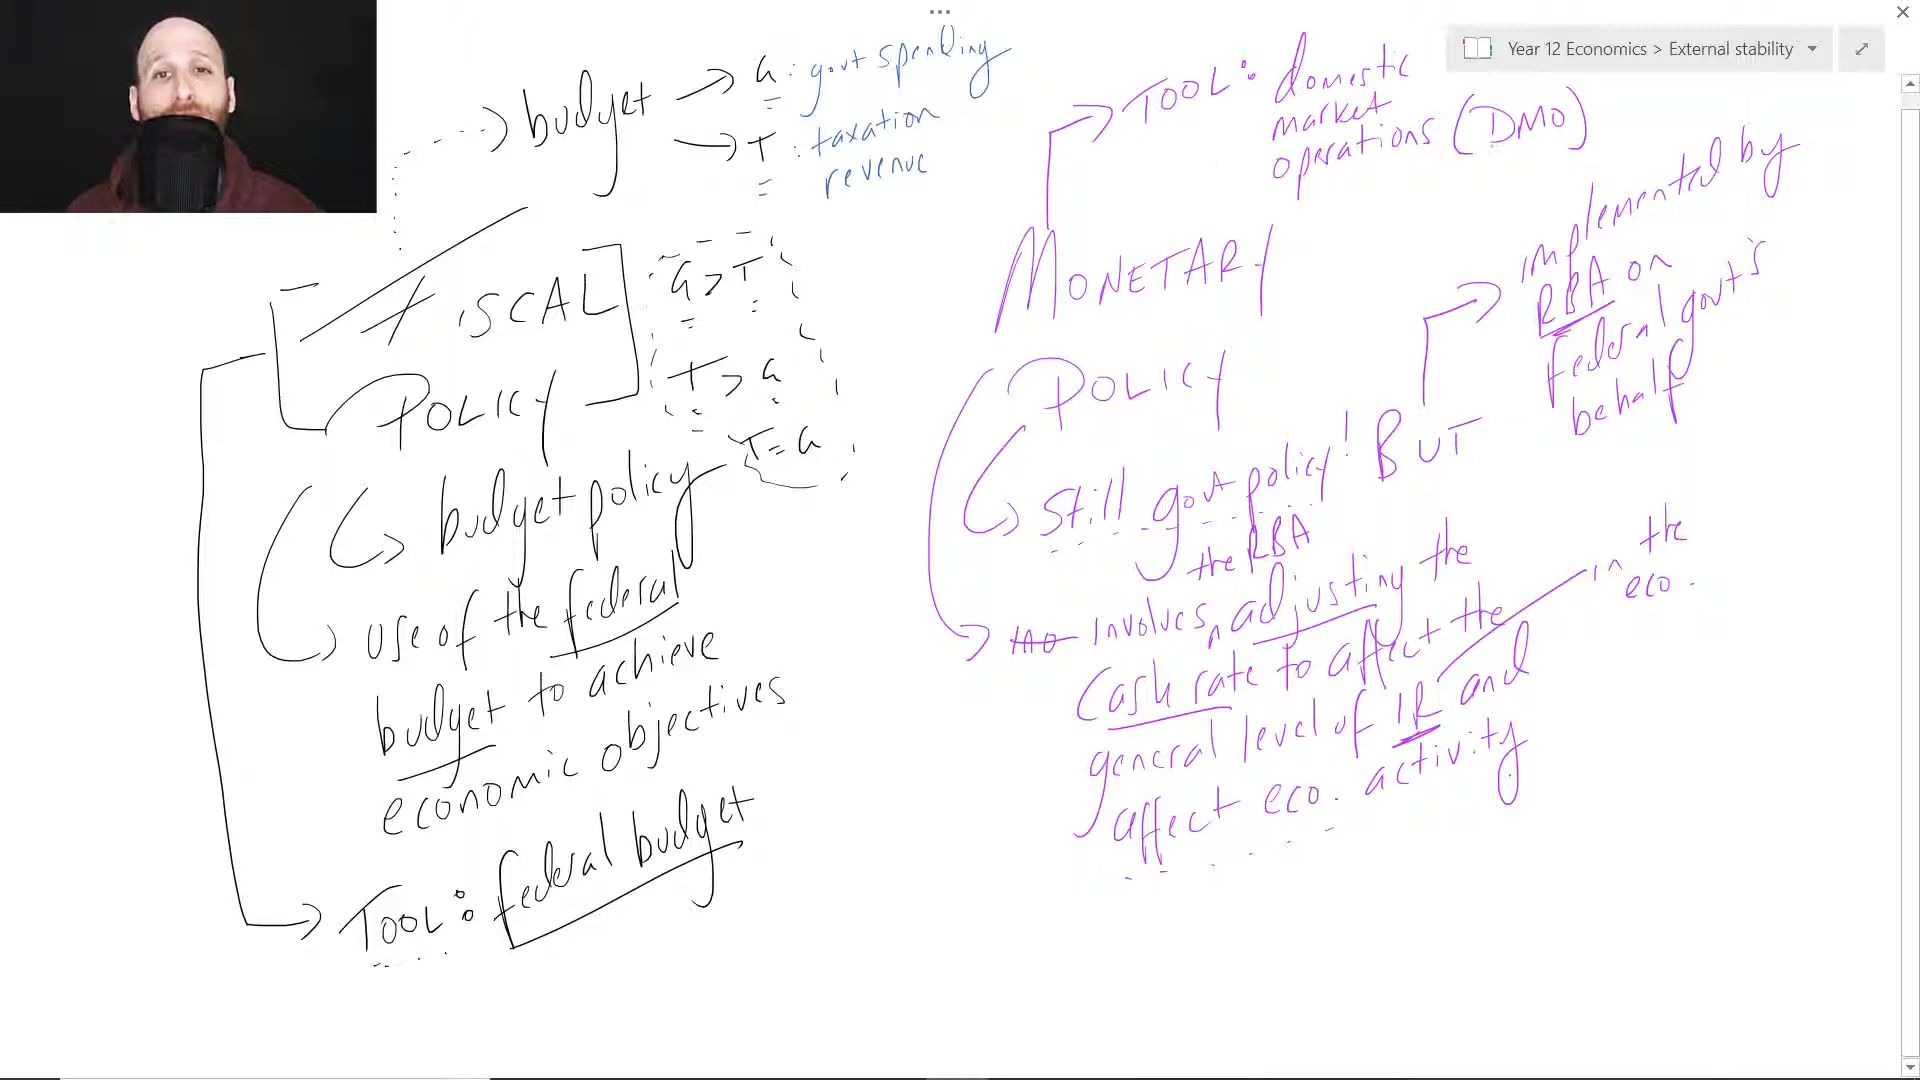 Year 12 Economics > External stability
budget → G : govt spending
→ T : taxation
revenue
FISCAL
POLICY
G > T
T > G
T = G
budget policy
use of the federal
budget to achieve
economic objectives
TOOL: federal budget
TOOL: domestic
market
operations (DMO)
MONETARY
POLICY
still govt policy! BUT
implemented by
RBA on
federal govt's
behalf
the RBA
involves, adjusting the
cash rate to affect the
general level of IR and
in the
eco.
affect eco. activity